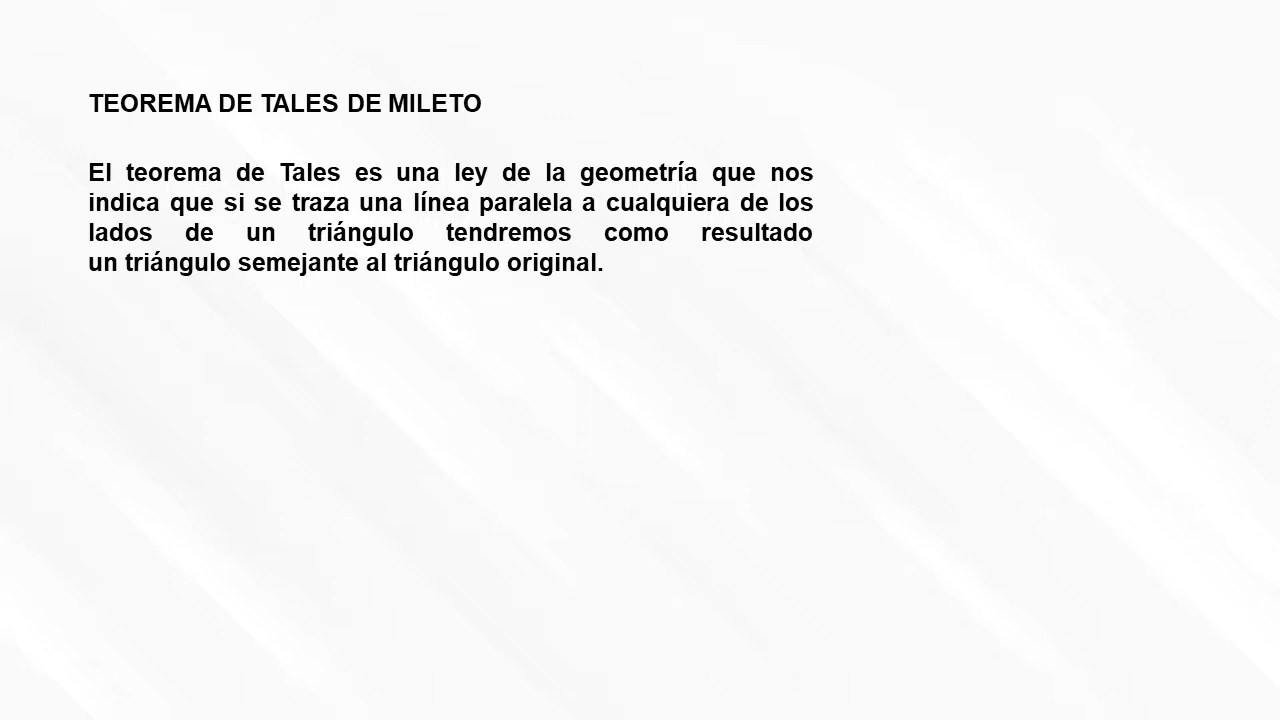 TEOREMA DE TALES DE MILETO
El teorema de Tales es una ley de la geometría que nos
indica que si se traza una línea paralela a cualquiera de los
lados de un triángulo tendremos como resultado
un triángulo semejante al triángulo original.